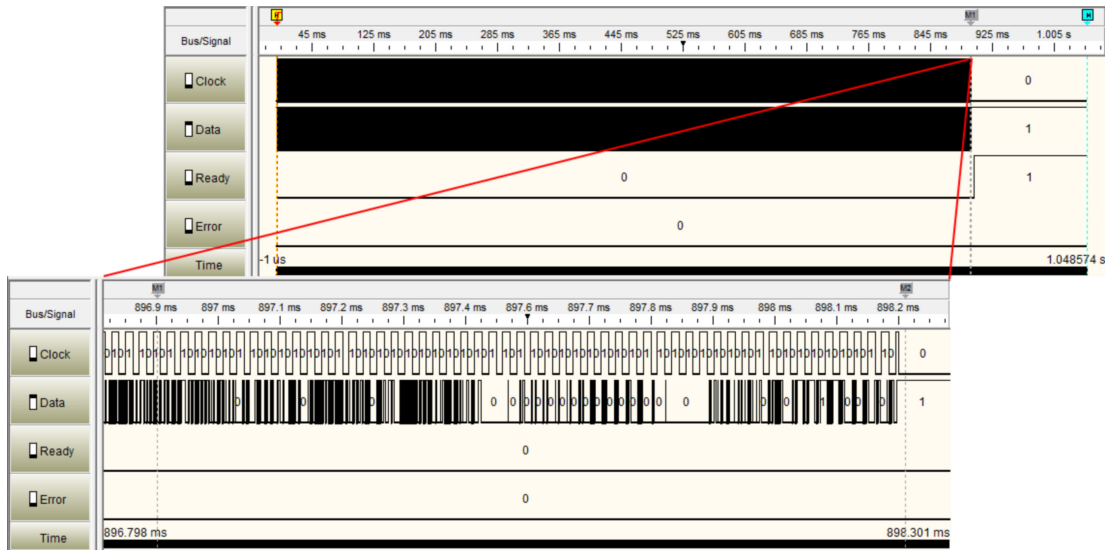 T M1 H
Bus/Signal 45 ms 125 ms 205 ms 285 ms 365 ms 445 ms 525 ms 605 ms 685 ms 765 ms 845 ms 925 ms 1.005 s
Clock 0
Data 1
Ready 0 1
Error 0
Time -1 us 1.048574 s
M1 M2
Bus/Signal 896.9 ms 897 ms 897.1 ms 897.2 ms 897.3 ms 897.4 ms 897.6 ms 897.7 ms 897.8 ms 897.9 ms 898 ms 898.1 ms 898.2 ms
Clock 0
Data 1
Ready 0
Error 0
Time 896.798 ms 898.301 ms